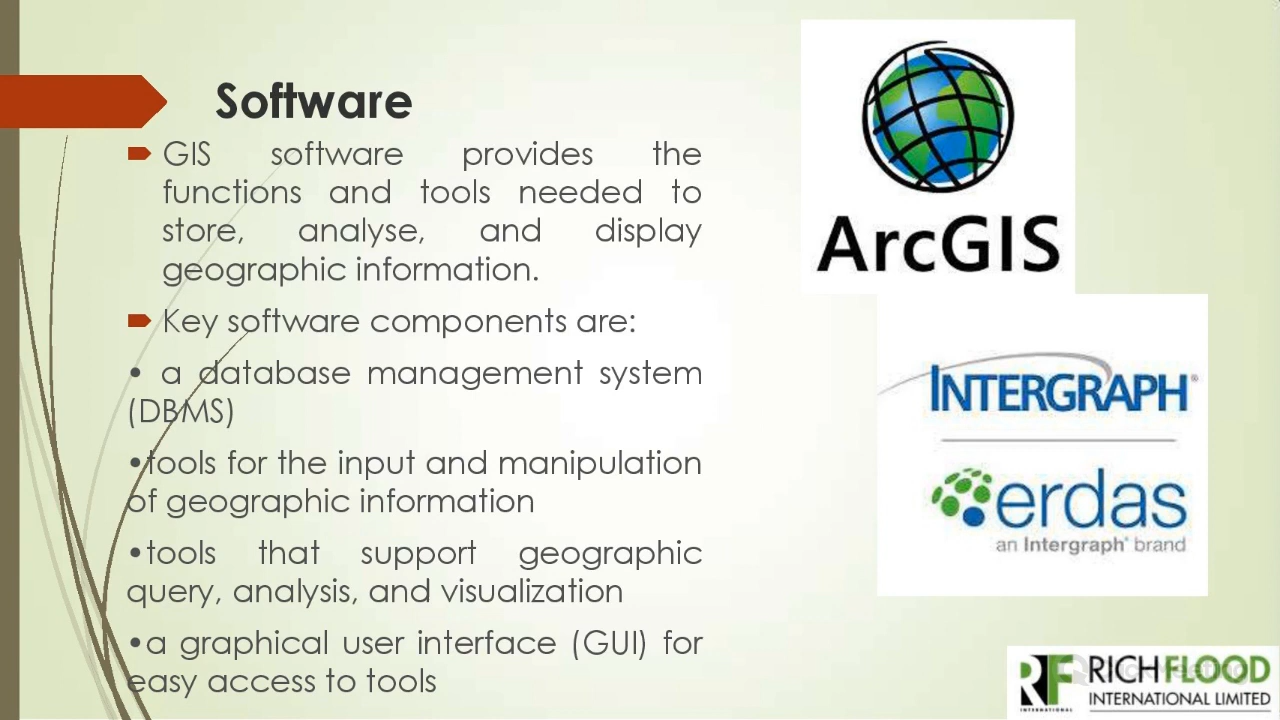 Software
GIS software provides the
functions and tools needed to
store, analyse, and display
geographic information.
Key software components are:
• a database management system
(DBMS)
•tools for the input and manipulation
of geographic information
•tools that support geographic
query, analysis, and visualization
•a graphical user interface (GUI) for
easy access to tools
ArcGIS
INTERGRAPH®
erdas
an Intergraph® brand
RF
INTERNATIONAL
RICHFLOOD
INTERNATIONAL LIMITED